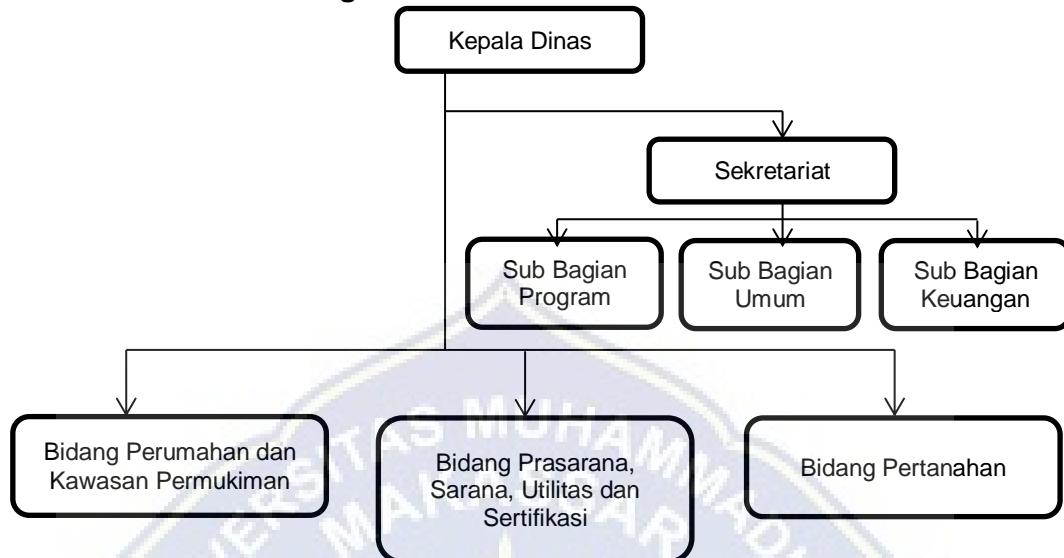 Kepala Dinas
Sekretariat
Sub Bagian
Program
Sub Bagian
Umum
Sub Bagian
Keuangan
Bidang Perumahan dan
Kawasan Permukiman
Bidang Prasarana,
Sarana, Utilitas dan
Sertifikasi
Bidang Pertanahan